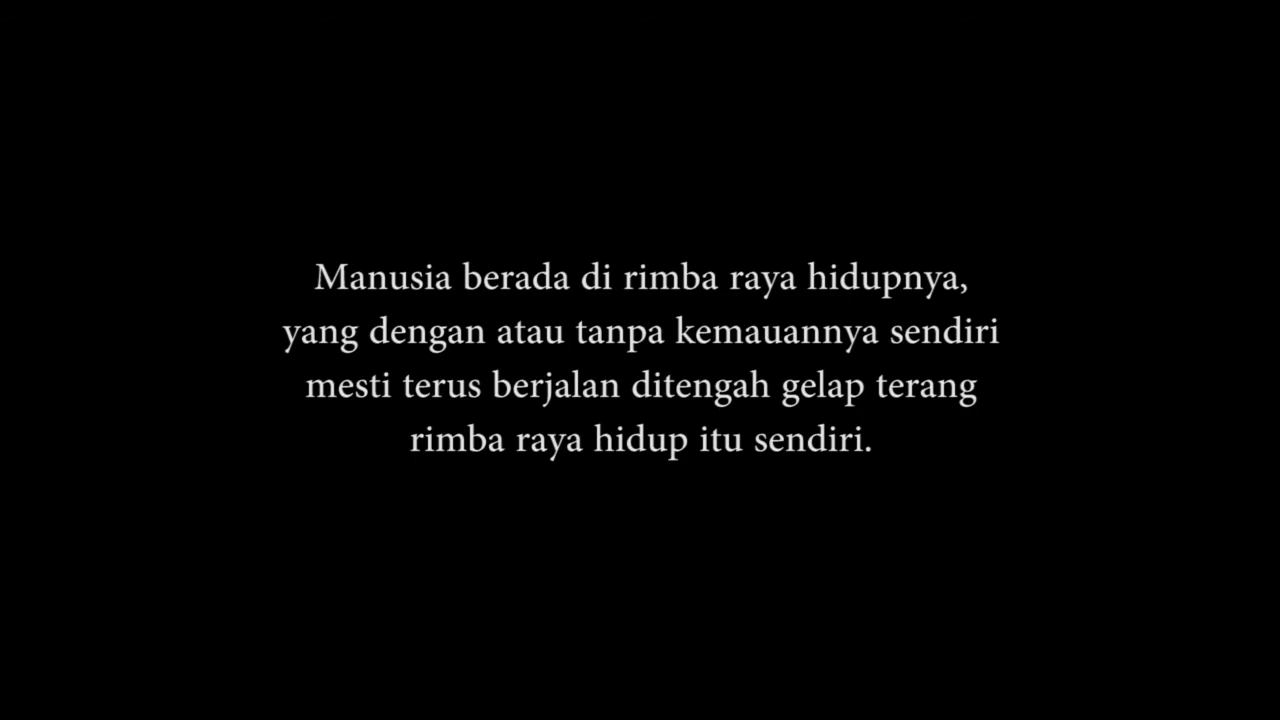 Manusia berada di rimba raya hidupnya,
yang dengan atau tanpa kemauannya sendiri
mesti terus berjalan ditengah gelap terang
rimba raya hidup itu sendiri.